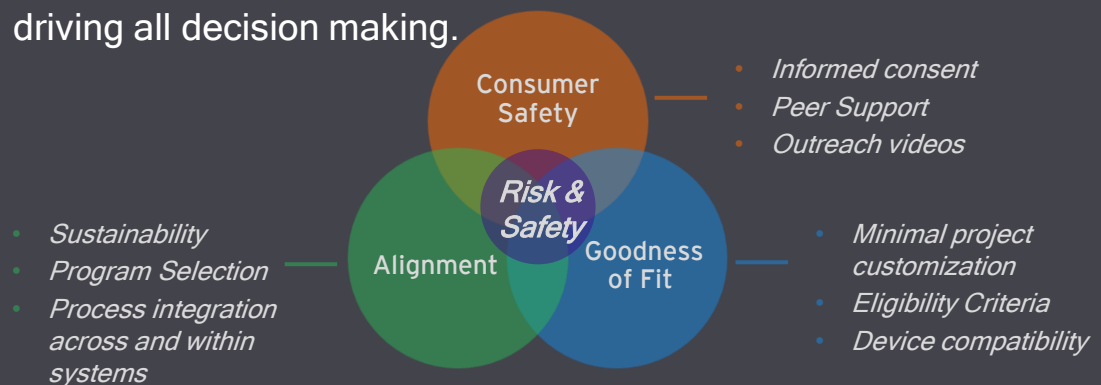 driving all decision making.
Consumer
Safety
• Informed consent
• Peer Support
• Outreach videos
Risk &
Safety
• Sustainability
• Program Selection
• Process integration
across and within
systems
Alignment
Goodness
of Fit
• Minimal project
customization
• Eligibility Criteria
• Device compatibility